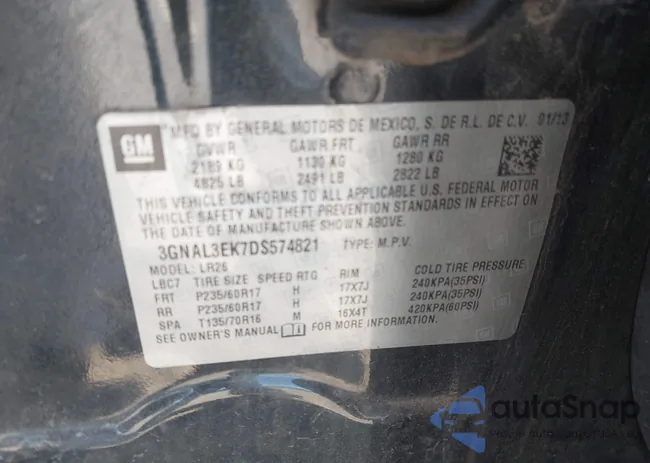 GM MFD BY GENERAL MOTORS DE MEXICO, S. DE R.L. DE C.V. 01/13
GVWR GAWR FRT GAWR RR
2189 KG 1130 KG 1280 KG
4825 LB 2491 LB 2822 LB
THIS VEHICLE CONFORMS TO ALL APPLICABLE U.S. FEDERAL MOTOR
VEHICLE SAFETY AND THEFT PREVENTION STANDARDS IN EFFECT ON
THE DATE OF MANUFACTURE SHOWN ABOVE.
3GNAL3EK7DS574821 TYPE: M.P.V.
MODEL: LR26
LBC7 TIRE SIZE SPEED RTG RIM COLD TIRE PRESSURE
FRT P235/60R17 H 17X7J 240KPA(35PSI)
RR P235/60R17 H 17X7J 240KPA(35PSI)
SPA T135/70R16 M 16X4T 420KPA(60PSI)
SEE OWNER'S MANUAL FOR MORE INFORMATION.
autoSnap